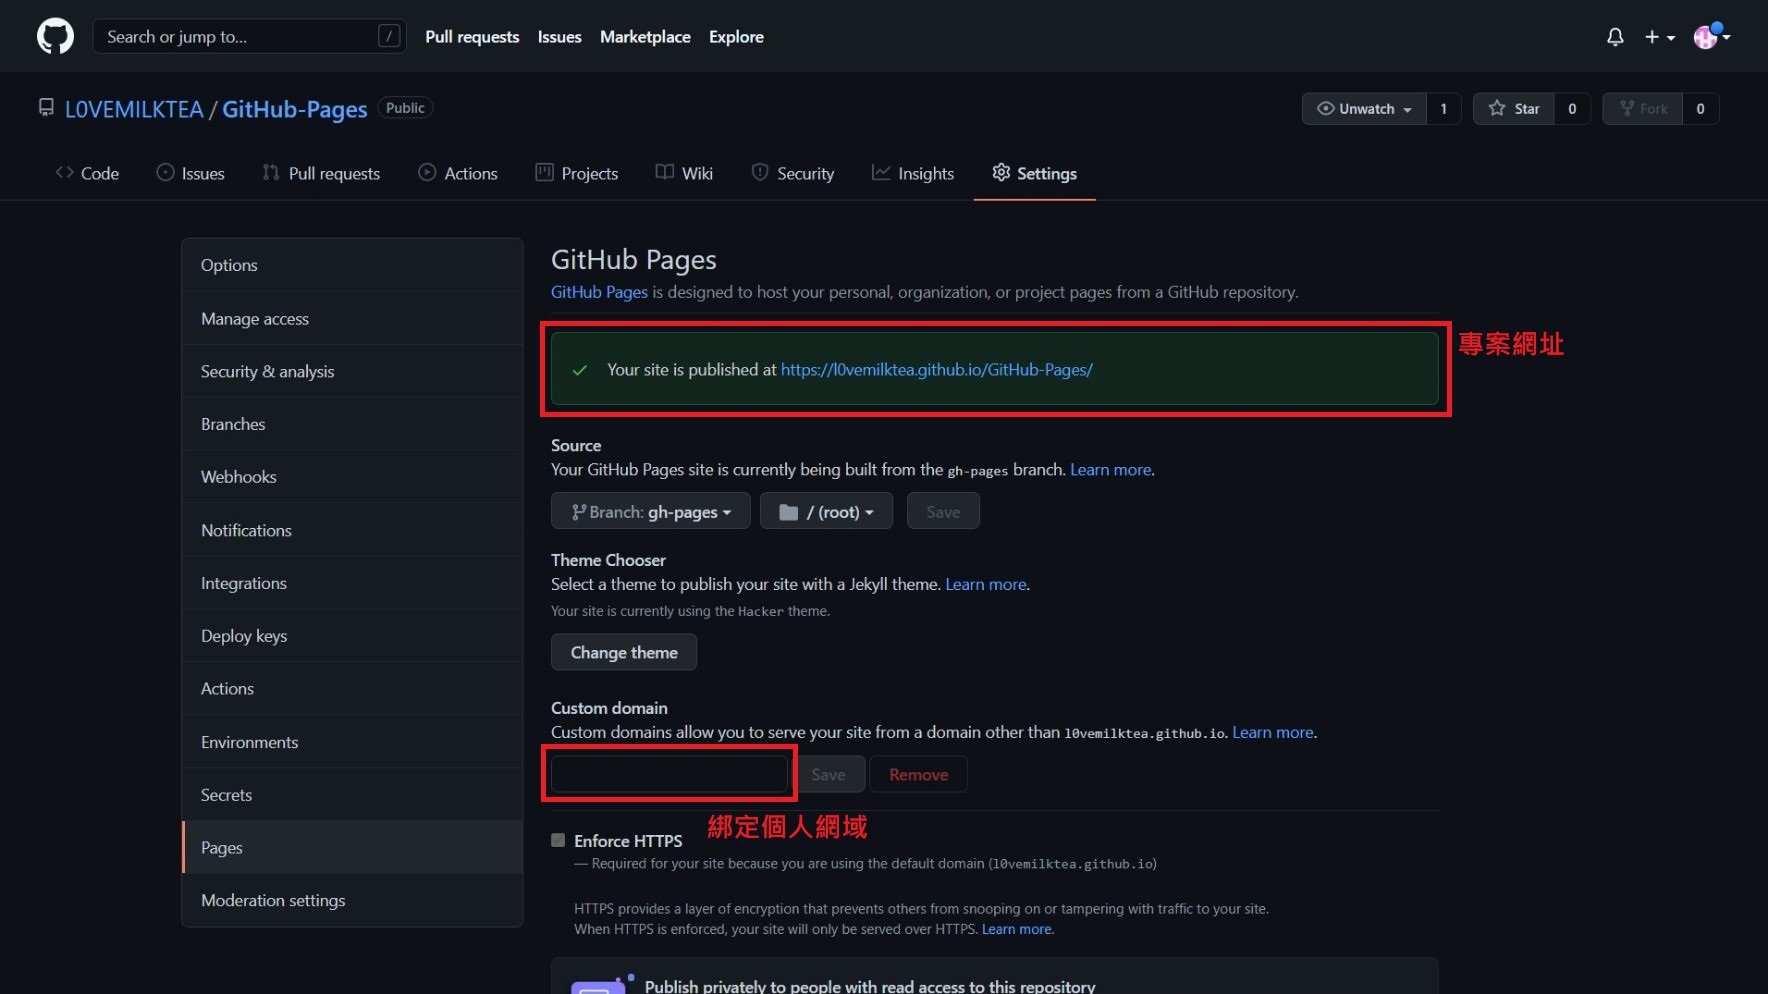 Search or jump to...
/
Pull requests
Issues
Marketplace
Explore
L0VEMILKTEA / GitHub-Pages
Public
Unwatch
1
Star
0
Fork
0
Code
Issues
Pull requests
Actions
Projects
Wiki
Security
Insights
Settings
Options
Manage access
Security & analysis
Branches
Webhooks
Notifications
Integrations
Deploy keys
Actions
Environments
Secrets
Pages
Moderation settings
GitHub Pages
GitHub Pages is designed to host your personal, organization, or project pages from a GitHub repository.
Your site is published at https://l0vemilktea.github.io/GitHub-Pages/
專案網址
Source
Your GitHub Pages site is currently being built from the gh-pages branch. Learn more.
Branch: gh-pages
/ (root)
Save
Theme Chooser
Select a theme to publish your site with a Jekyll theme. Learn more.
Your site is currently using the Hacker theme.
Change theme
Custom domain
Custom domains allow you to serve your site from a domain other than l0vemilktea.github.io. Learn more.
Save
Remove
綁定個人網域
Enforce HTTPS
— Required for your site because you are using the default domain (l0vemilktea.github.io)
HTTPS provides a layer of encryption that prevents others from snooping on or tampering with traffic to your site.
When HTTPS is enforced, your site will only be served over HTTPS. Learn more.
Publish privately to people with read access to this repository